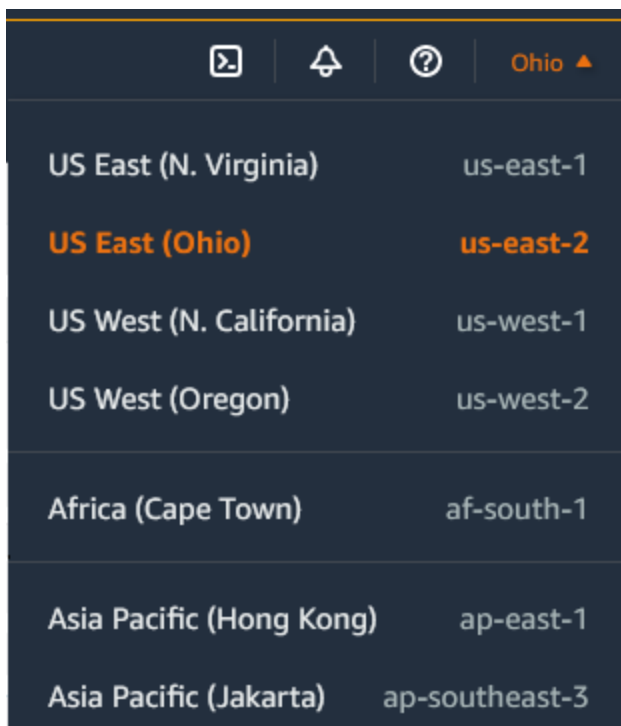 Ohio ▲
US East (N. Virginia) us-east-1
US East (Ohio) us-east-2
US West (N. California) us-west-1
US West (Oregon) us-west-2
Africa (Cape Town) af-south-1
Asia Pacific (Hong Kong) ap-east-1
Asia Pacific (Jakarta) ap-southeast-3